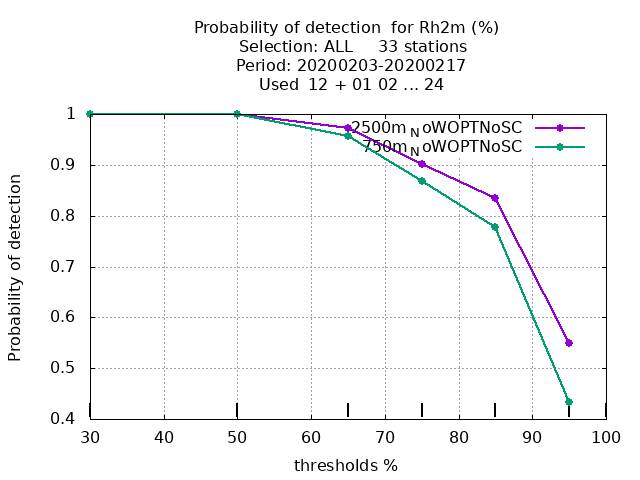 Probability of detection  for Rh2m (%)
Selection: ALL     33 stations
Period: 20200203-20200217
Used  12 + 01 02 ... 24
Probability of detection
1
0.9
0.8
0.7
0.6
0.5
0.4
2500mNoWOPTNoSC
750mNoWOPTNoSC
30 40 50 60 70 80 90 100
thresholds %